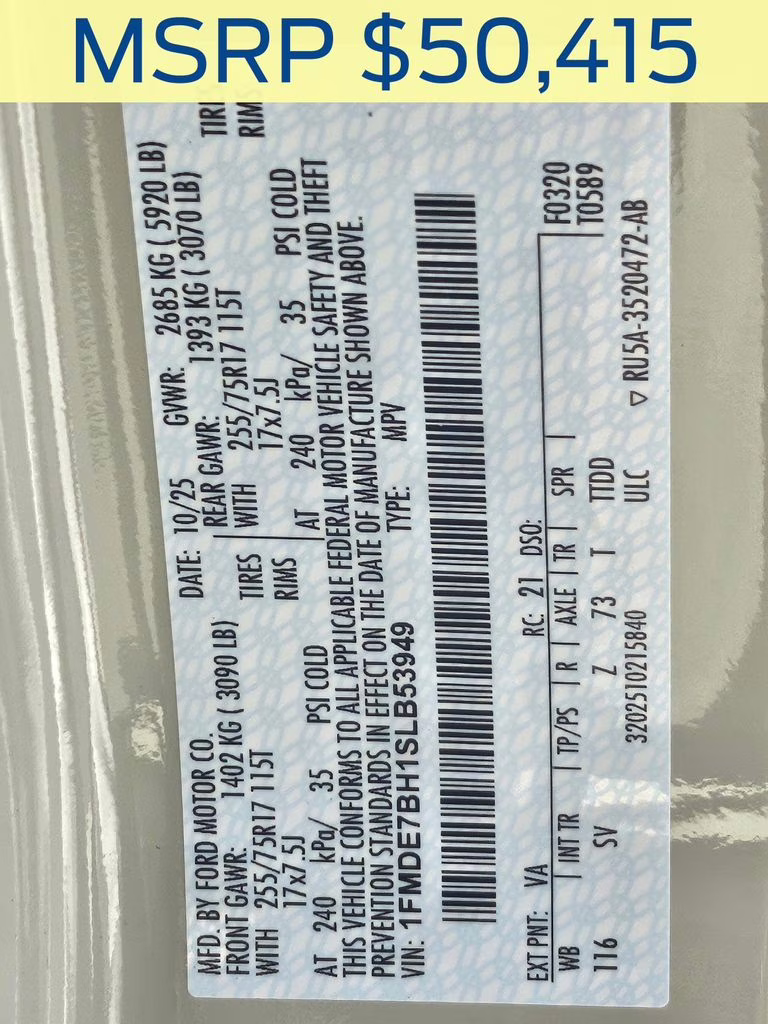 MSRP $50,415
MFD. BY FORD MOTOR CO. DATE: 10/25 GVWR: 2685 KG ( 5920 LB)
FRONT GAWR: 1402 KG ( 3090 LB) REAR GAWR: 1393 KG ( 3070 LB)
WITH 255/75R17 115T TIRES WITH 255/75R17 115T TIRE
17x7.5J RIMS 17x7.5J RIMS
AT 240 kPa/ 35 PSI COLD AT 240 kPa/ 35 PSI COLD
THIS VEHICLE CONFORMS TO ALL APPLICABLE FEDERAL MOTOR VEHICLE SAFETY AND THEFT
PREVENTION STANDARDS IN EFFECT ON THE DATE OF MANUFACTURE SHOWN ABOVE.
VIN: 1FMDE7BH1SLB53949 TYPE: MPV
EXT PNT: VA RC: 21 DSO: F0320
WB INT TR TP/PS R AXLE TR SPR T0589
116 SV Z 73 T TTDD
3202510215840 ULC ▽ RU5A-3520472-AB